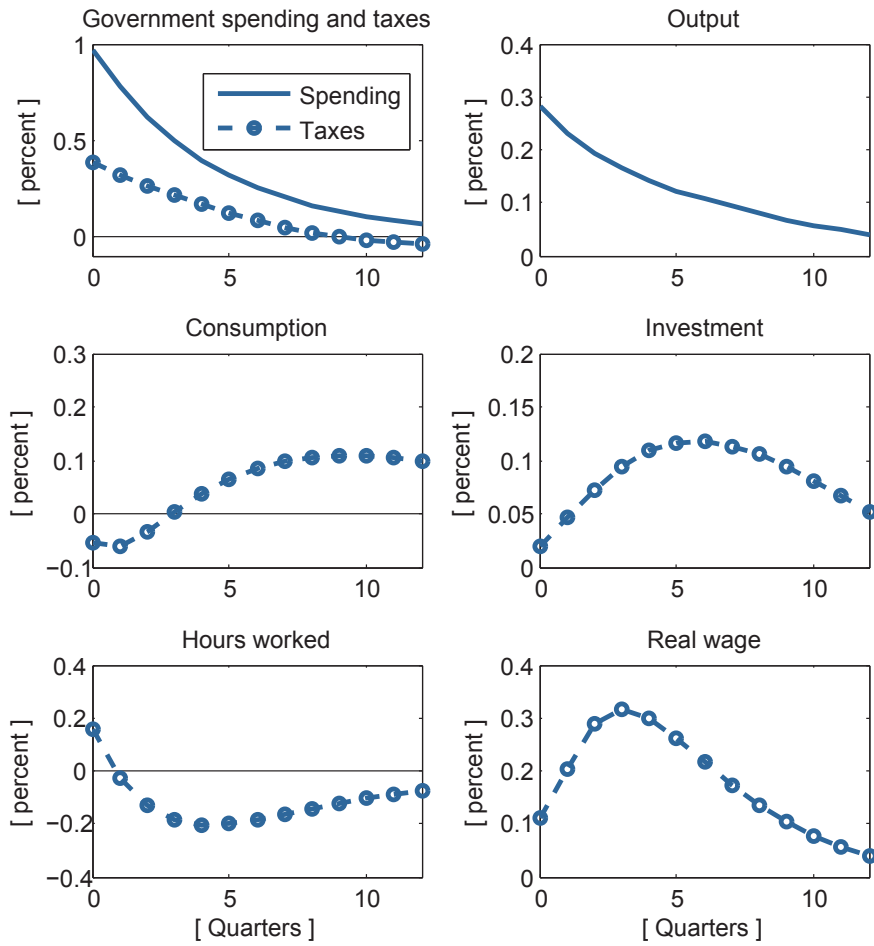 Government spending and taxes
1
0.5
0
[ percent ]
Spending
Taxes
0 5 10
Output
0.4
0.3
0.2
0.1
0
[ percent ]
0 5 10
Consumption
0.3
0.2
0.1
0
−0.1
[ percent ]
0 5 10
Investment
0.2
0.15
0.1
0.05
0
[ percent ]
0 5 10
Hours worked
0.4
0.2
0
−0.2
−0.4
[ percent ]
0 5 10
[ Quarters ]
Real wage
0.4
0.3
0.2
0.1
0
[ percent ]
0 5 10
[ Quarters ]